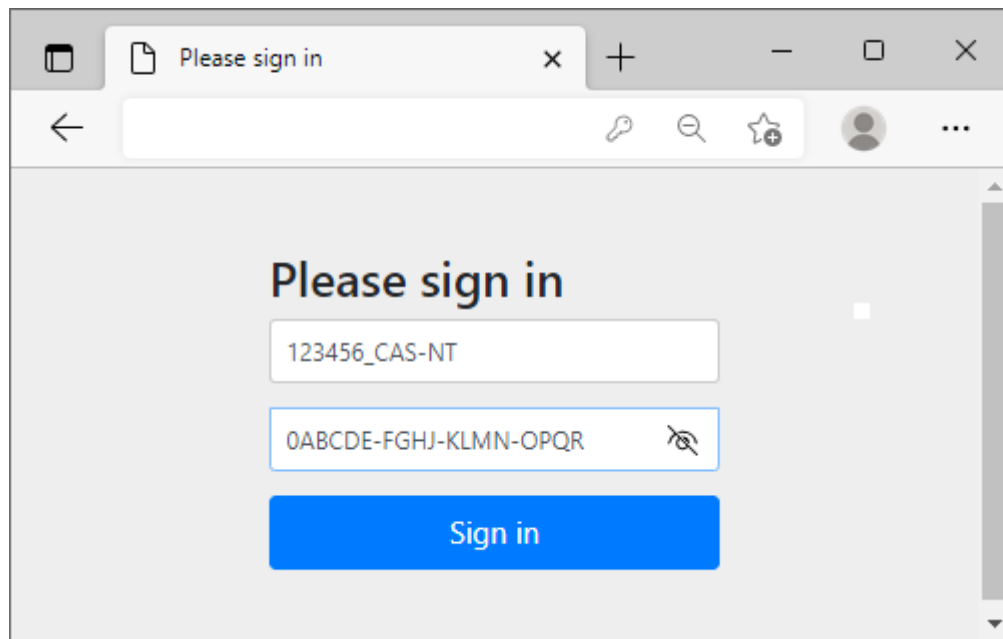 Please sign in
Please sign in
123456_CAS-NT
0ABCDE-FGHJ-KLMN-OPQR
Sign in